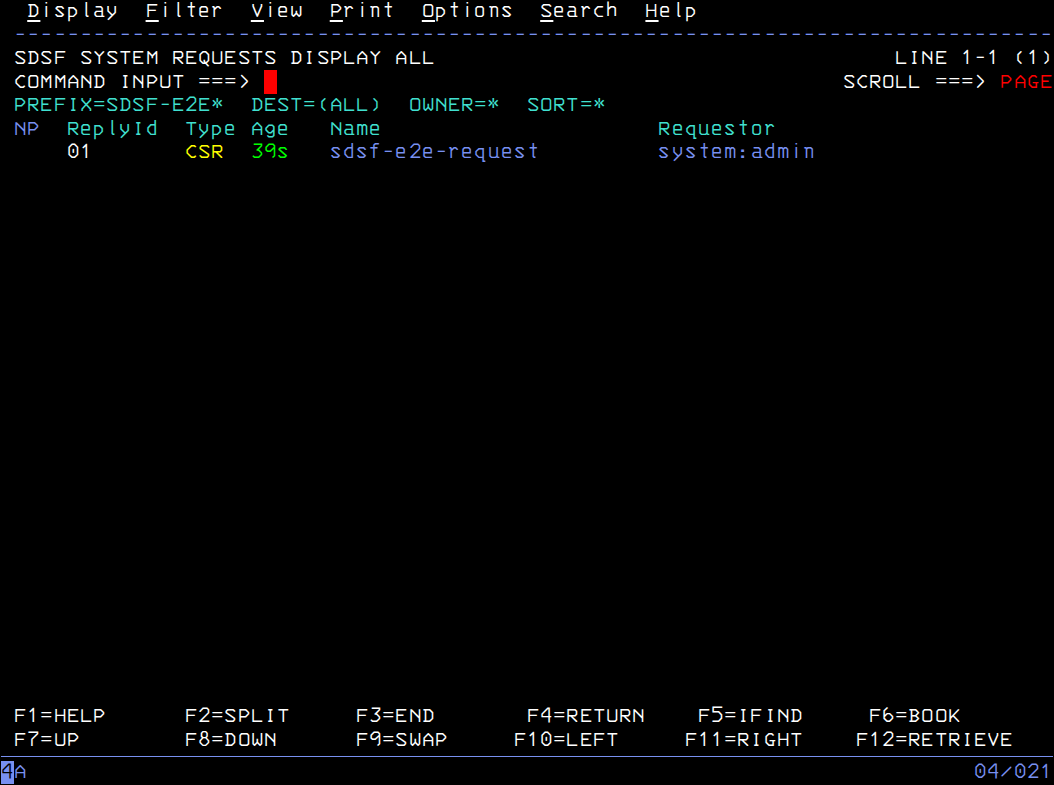 Display Filter View Print Options Search Help
--------------------------------------------------------------------------------
SDSF SYSTEM REQUESTS DISPLAY ALL LINE 1-1 (1)
COMMAND INPUT ===> SCROLL ===> PAGE
PREFIX=SDSF-E2E* DEST=(ALL) OWNER=* SORT=*
NP ReplyId Type Age Name Requestor
01 CSR 39s sdsf-e2e-request system:admin
F1=HELP F2=SPLIT F3=END F4=RETURN F5=IFIND F6=BOOK
F7=UP F8=DOWN F9=SWAP F10=LEFT F11=RIGHT F12=RETRIEVE
4A 04/021